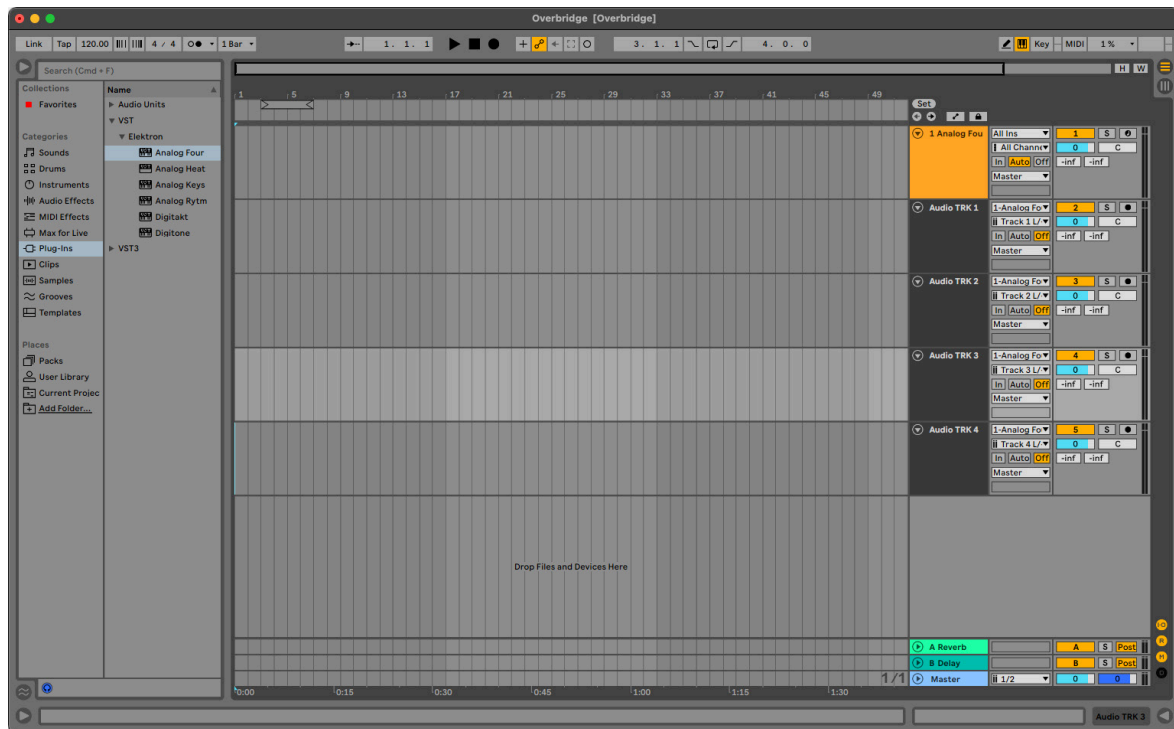 Overbridge [Overbridge]
Link Tap 120.00 4 / 4 1 Bar 1. 1. 1 3. 1. 1 4. 0. 0 Key MIDI 1 %
Search (Cmd + F)
H W
Collections
Favorites
Categories
Sounds
Drums
Instruments
Audio Effects
MIDI Effects
Max for Live
Plug-Ins
Clips
Samples
Grooves
Templates
Places
Packs
User Library
Current Projec
Add Folder...
Name
Audio Units
VST
Elektron
Analog Four
Analog Heat
Analog Keys
Analog Rytm
Digitakt
Digitone
VST3
1 5 9 13 17 21 25 29 33 37 41 45 49
Set
1 Analog Fou All Ins 1 S
All Channe 0 C
In Auto Off -inf -inf
Master
Audio TRK 1 1-Analog Fo 2 S
Track 1 L/ 0 C
In Auto Off -inf -inf
Master
Audio TRK 2 1-Analog Fo 3 S
Track 2 L/ 0 C
In Auto Off -inf -inf
Master
Audio TRK 3 1-Analog Fo 4 S
Track 3 L/ 0 C
In Auto Off -inf -inf
Master
Audio TRK 4 1-Analog Fo 5 S
Track 4 L/ 0 C
In Auto Off -inf -inf
Master
Drop Files and Devices Here
A Reverb A S Post
B Delay B S Post
1/1 Master 1/2 0 0
0:00 0:15 0:30 0:45 1:00 1:15 1:30
I-O
R
M
D
Audio TRK 3